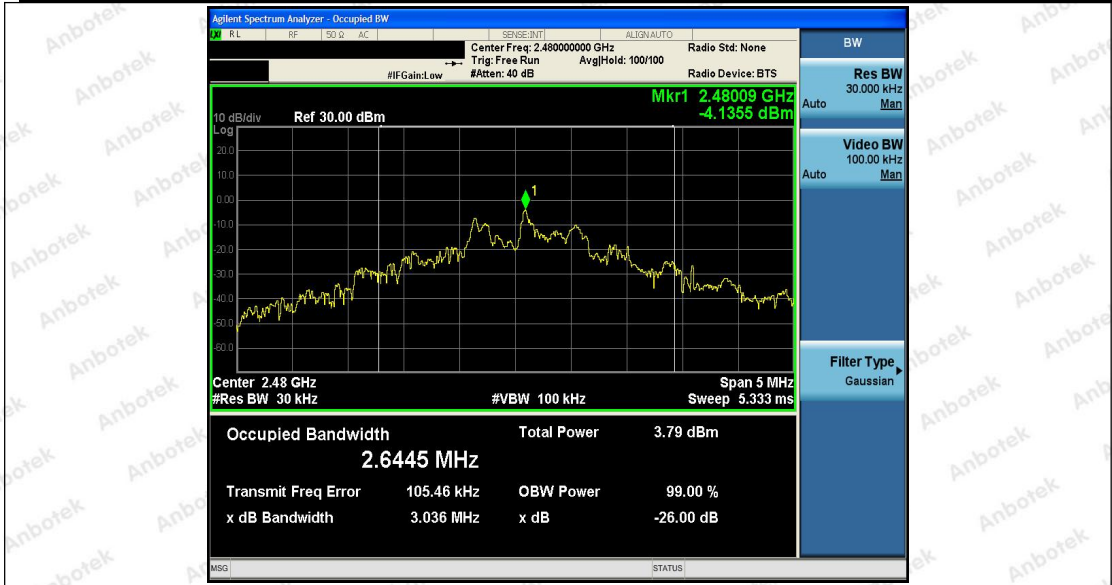 Agilent Spectrum Analyzer - Occupied BW
LXI RL RF 50 Ω AC SENSE:INT ALIGNAUTO
Center Freq: 2.480000000 GHz Radio Std: None
Trig: Free Run Avg|Hold: 100/100
#IFGain:Low #Atten: 40 dB Radio Device: BTS
Mkr1 2.48009 GHz
-4.1355 dBm
10 dB/div Ref 30.00 dBm
Log
20.0
10.0
0.00
-10.0
-20.0
-30.0
-40.0
-50.0
-60.0
1
Center 2.48 GHz Span 5 MHz
#Res BW 30 kHz #VBW 100 kHz Sweep 5.333 ms
Occupied Bandwidth Total Power 3.79 dBm
2.6445 MHz
Transmit Freq Error 105.46 kHz OBW Power 99.00 %
x dB Bandwidth 3.036 MHz x dB -26.00 dB
MSG STATUS
BW
Res BW
30.000 kHz
Auto Man
Video BW
100.00 kHz
Auto Man
Filter Type
Gaussian
Anbotek